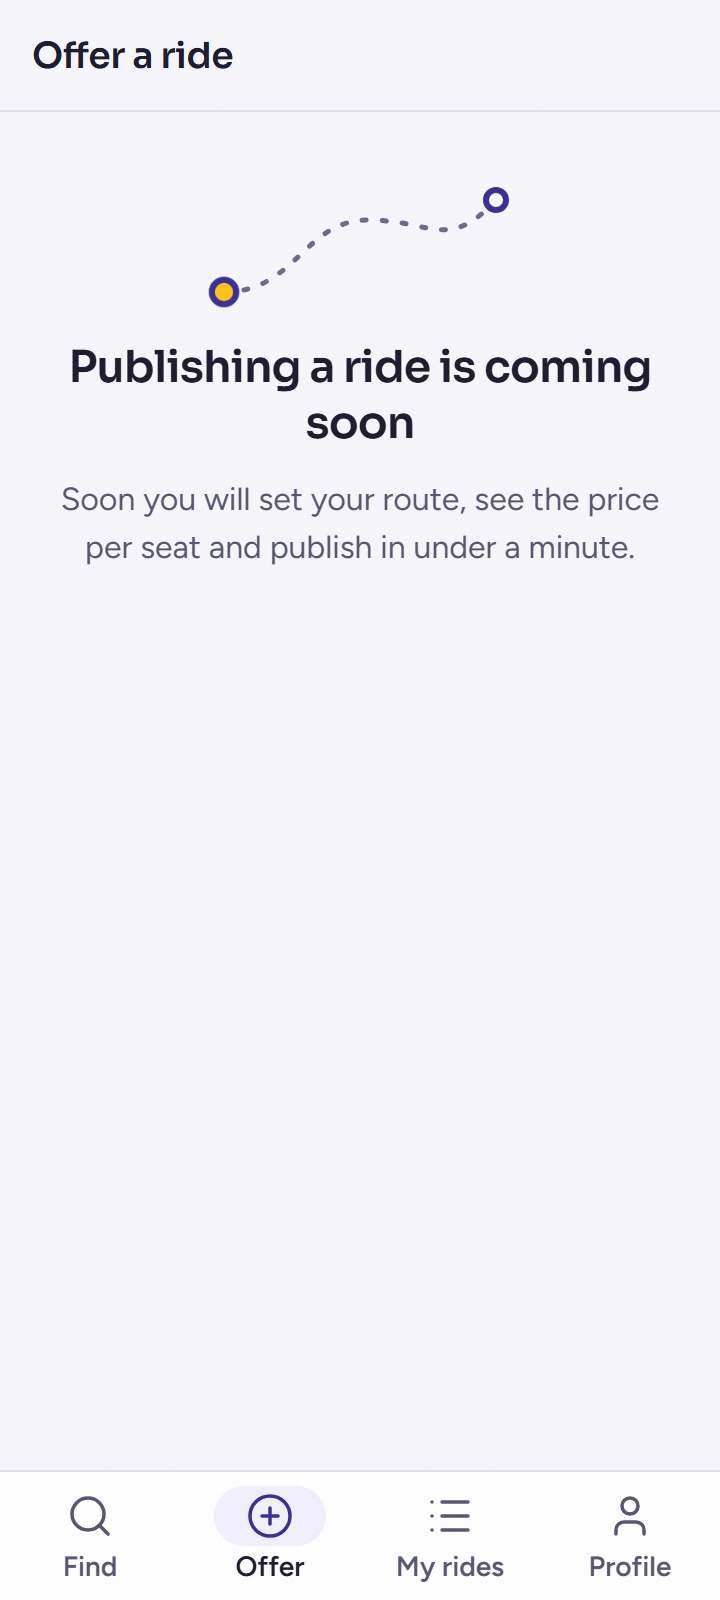 Offer a ride
Publishing a ride is coming
soon
Soon you will set your route, see the price
per seat and publish in under a minute.
Find
Offer
My rides
Profile